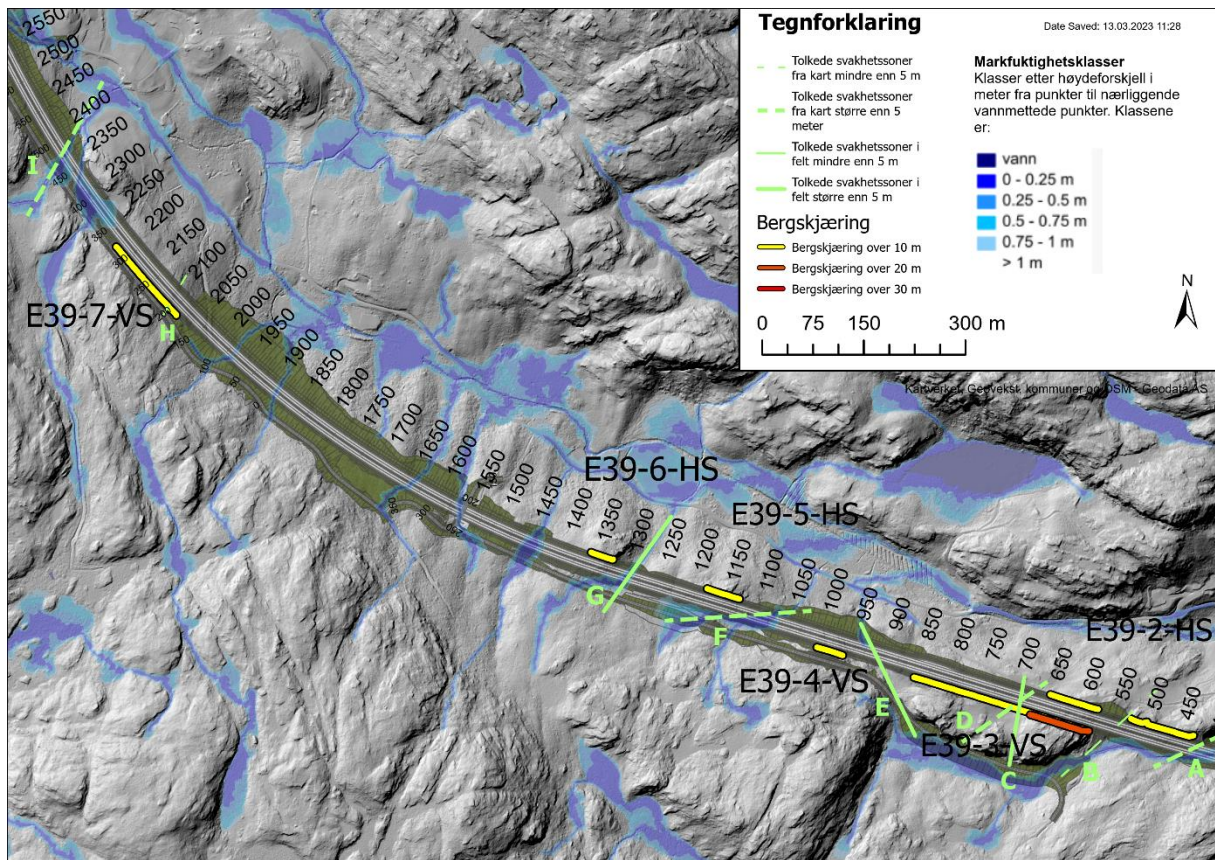 Tegnforklaring
Date Saved: 13.03.2023 11:28
Tolkede svakhetssoner
fra kart mindre enn 5 m
Tolkede svakhetssoner
fra kart større enn 5
meter
Tolkede svakhetssoner i
felt mindre enn 5 m
Tolkede svakhetssoner i
felt større enn 5 m
Bergskjæring
Bergskjæring over 10 m
Bergskjæring over 20 m
Bergskjæring over 30 m
0 75 150 300 m
Markfuktighetsklasser
Klasser etter høydeforskjell i
meter fra punkter til nærliggende
vannmettede punkter. Klassene
er:
vann
0 - 0.25 m
0.25 - 0.5 m
0.5 - 0.75 m
0.75 - 1 m
> 1 m
N
Kartverket, Geovekst, kommuner og OSM - Geodata AS
2550
2500
2450
2400
2350
2300
2250
2200
2150
2100
2050
2000
1950
1900
1850
1800
1750
1700
1650
1600
1550
1500
1450
1400
1350
1300
1250
1200
1150
1100
1050
1000
950
900
850
800
750
700
650
600
550
500
450
I
E39-7-VS
H
E39-6-HS
E39-5-HS
G
F
E39-4-VS
E
E39-2-HS
D
E39-3-VS
C
B
A